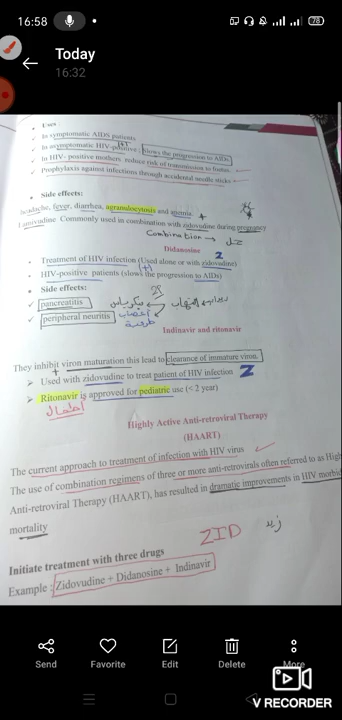 16:58
78
Today
16:32
• Uses
✓ In symptomatic AIDS patients
✓ In asymptomatic HIV-positive : slows the progression to AIDs
✓ In HIV- positive mothers, reduce risk of transmission to foetus
✓ Prophylaxis against infections through accidental needle sticks
• Side effects:
headache, fever, diarrhea, agranulocytosis and anemia.
Lamivudine Commonly used in combination with zidovudine during pregnancy
Combination →
Didanosine
• Treatment of HIV infection (Used alone or with zidovudine) Z
• HIV-positive patients (slows the progression to AIDs)
• Side effects:
✓ pancreatitis
✓ peripheral neuritis
Indinavir and ritonavir
They inhibit viron maturation this lead to clearance of immature viron.
➢ Used with zidovudine to treat patient of HIV infection Z
➢ Ritonavir is approved for pediatric use (< 2 year)
اطفال
Highly Active Anti-retroviral Therapy
(HAART)
The current approach to treatment of infection with HIV virus
The use of combination regimens of three or more anti-retrovirals often referred to as High
Anti-retroviral Therapy (HAART), has resulted in dramatic improvements in HIV morbid
mortality
ZID زيد
Initiate treatment with three drugs
Example : Zidovudine + Didanosine + Indinavir
Send Favorite Edit Delete More
V RECORDER